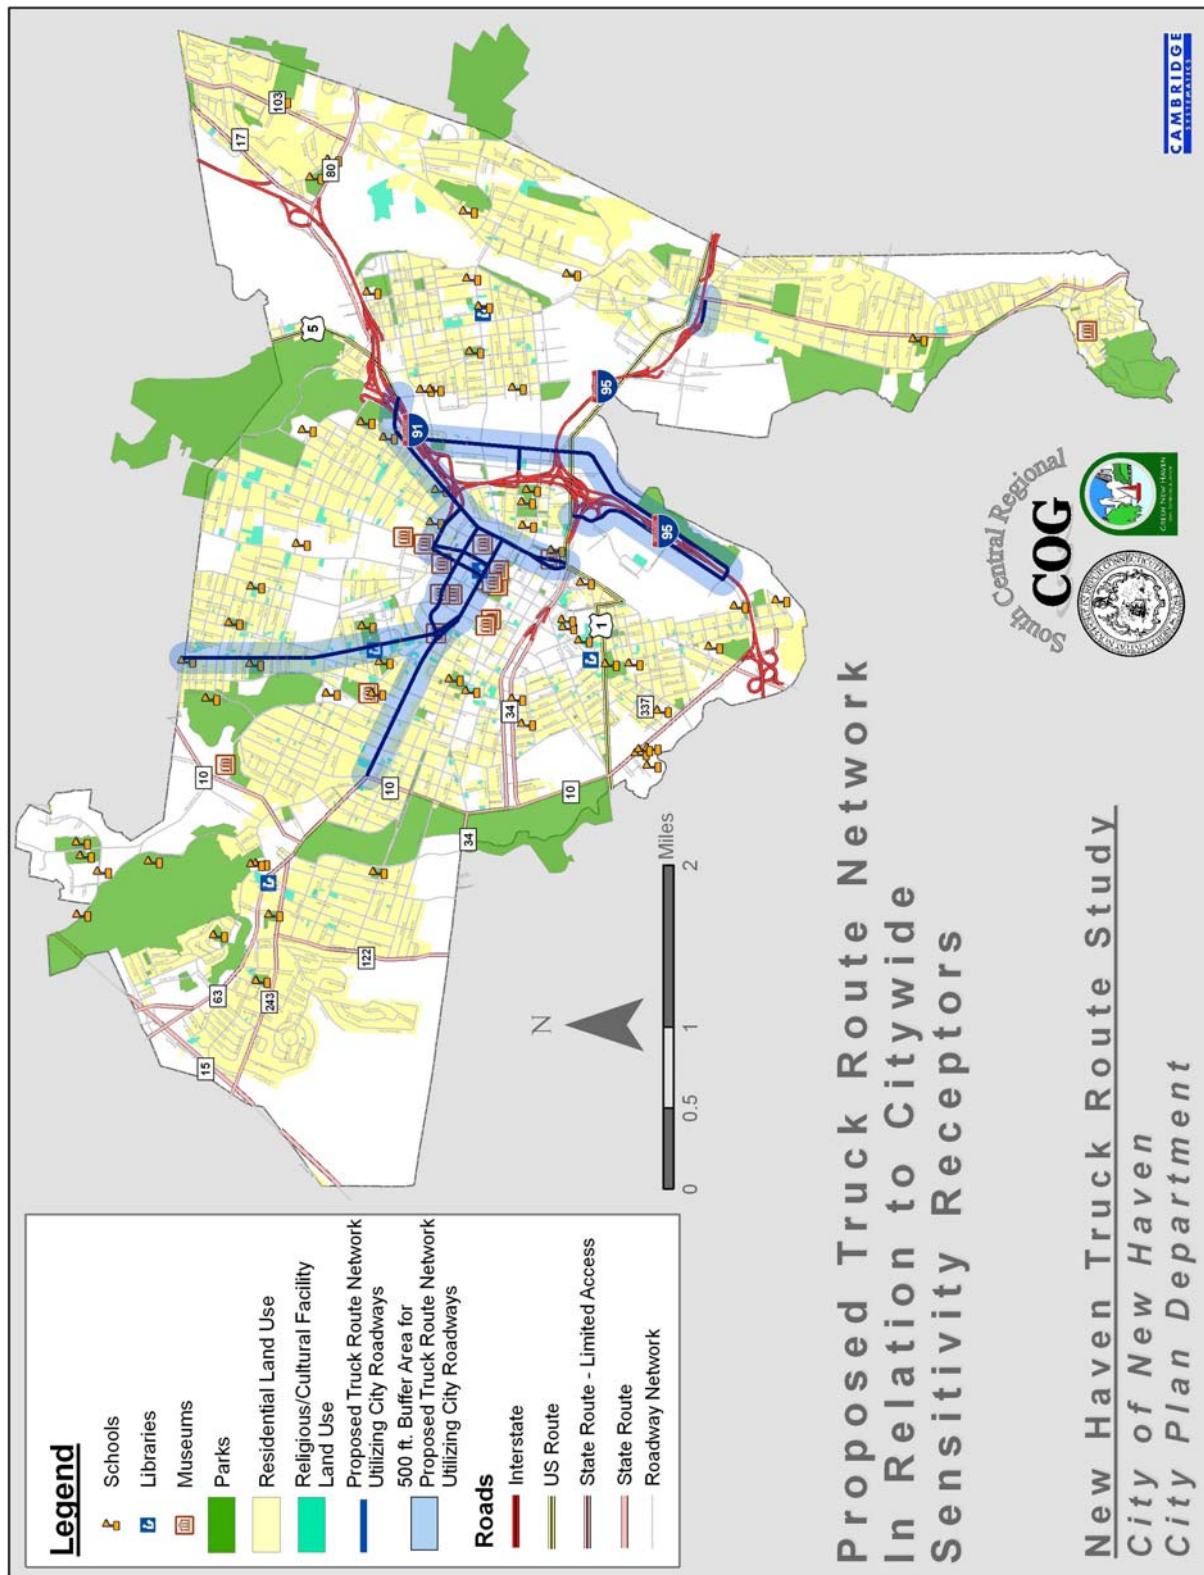 Legend
Schools
Libraries
Museums
Parks
Residential Land Use
Religious/Cultural Facility
Land Use
Proposed Truck Route Network
Utilizing City Roadways
500 ft. Buffer Area for
Proposed Truck Route Network
Utilizing City Roadways
Roads
Interstate
US Route
State Route - Limited Access
State Route
Roadway Network
15
63
243
122
10
10
10
34
34
337
1
5
91
95
95
17
80
103
N
0
0.5
1
2
Miles
Proposed Truck Route Network
In Relation to Citywide
Sensitivity Receptors
New Haven Truck Route Study
City of New Haven
City Plan Department
South Central Regional
COG
GREEN NEW HAVEN
CAMBRIDGE
SYSTEMATICS